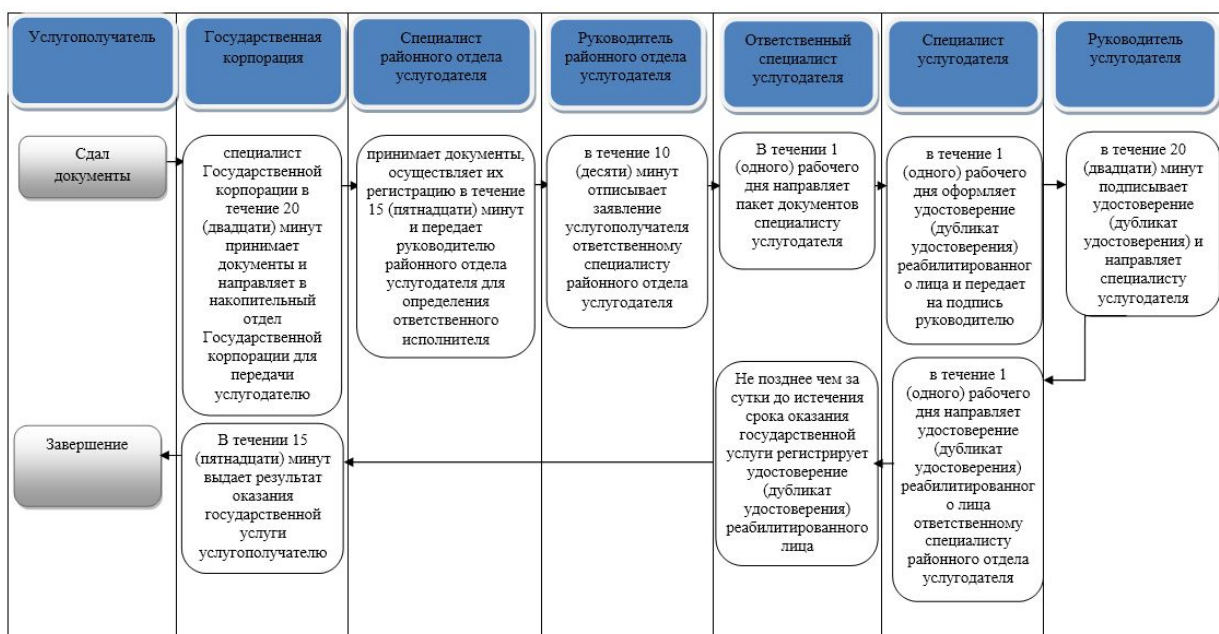 Услугополучатель
Государственная
корпорация
Специалист
районного отдела
услугодателя
Руководитель
районного отдела
услугодателя
Ответственный
специалист
услугодателя
Специалист
услугодателя
Руководитель
услугодателя
Сдал
документы
специалист
Государственной
корпорации в
течение 20
(двадцати) минут
принимает
документы и
направляет в
накопительный
отдел
Государственной
корпорации для
передачи
услугодателю
принимает документы,
осуществляет их
регистрацию в течение
15 (пятнадцати) минут
и передает
руководителю
районного отдела
услугодателя для
определения
ответственного
исполнителя
в течение 10
(десяти) минут
отписывает
заявление
услугополучателя
ответственному
специалисту
районного отдела
услугодателя
В течении 1
(одного) рабочего
дня направляет
пакет документов
специалисту
услугодателя
в течение 1
(одного) рабочего
дня оформляет
удостоверение
(дубликат
удостоверения)
реабилитированног
о лица и передает
на подпись
руководителю
в течение 20
(двадцати) минут
подписывает
удостоверение
(дубликат
удостоверения) и
направляет
специалисту
услугодателя
Завершение
В течении 15
(пятнадцати) минут
выдает результат
оказания
государственной
услуги
услугополучателю
Не позднее чем за
сутки до истечения
срока оказания
государственной
услуги регистрирует
удостоверение
(дубликат
удостоверения)
реабилитированного
лица
в течение 1
(одного) рабочего
дня направляет
удостоверение
(дубликат
удостоверения)
реабилитированног
о лица
ответственному
специалисту
районного отдела
услугодателя